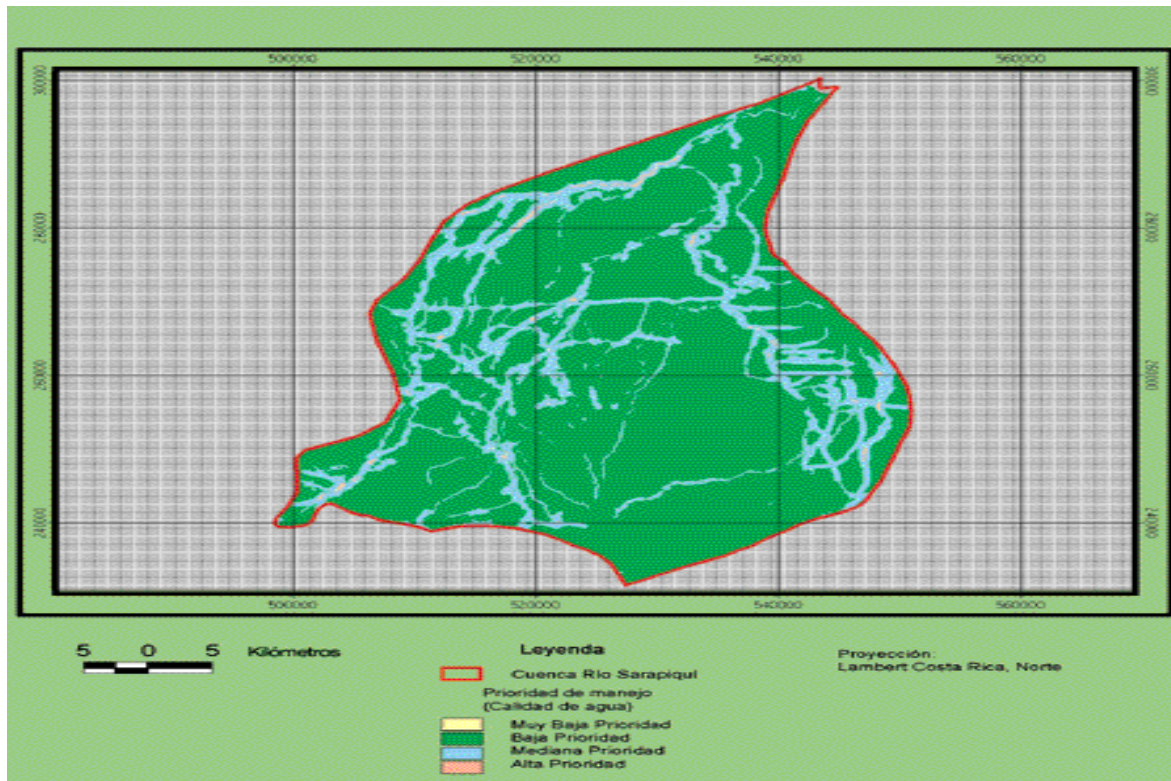 500000 520000 540000 560000
300000 300000
280000 280000
260000 260000
240000 240000
500000 520000 540000 560000
5 0 5 Kilómetros
Leyenda
Cuenca Río Sarapiquí
Prioridad de manejo
(Calidad de agua)
Muy Baja Prioridad
Baja Prioridad
Mediana Prioridad
Alta Prioridad
Proyección:
Lambert Costa Rica, Norte